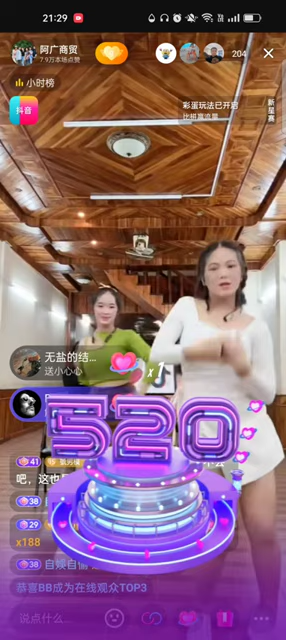 21:29
阿广商贸
7.9万本场点赞
204
小时榜
抖音
彩蛋玩法已开启
比拼赢流量
新星赛
无盐的结...
送小心心
x1
520
41
吧，这也
38
29
x188
38
恭喜BB成为在线观众TOP3
说点什么...